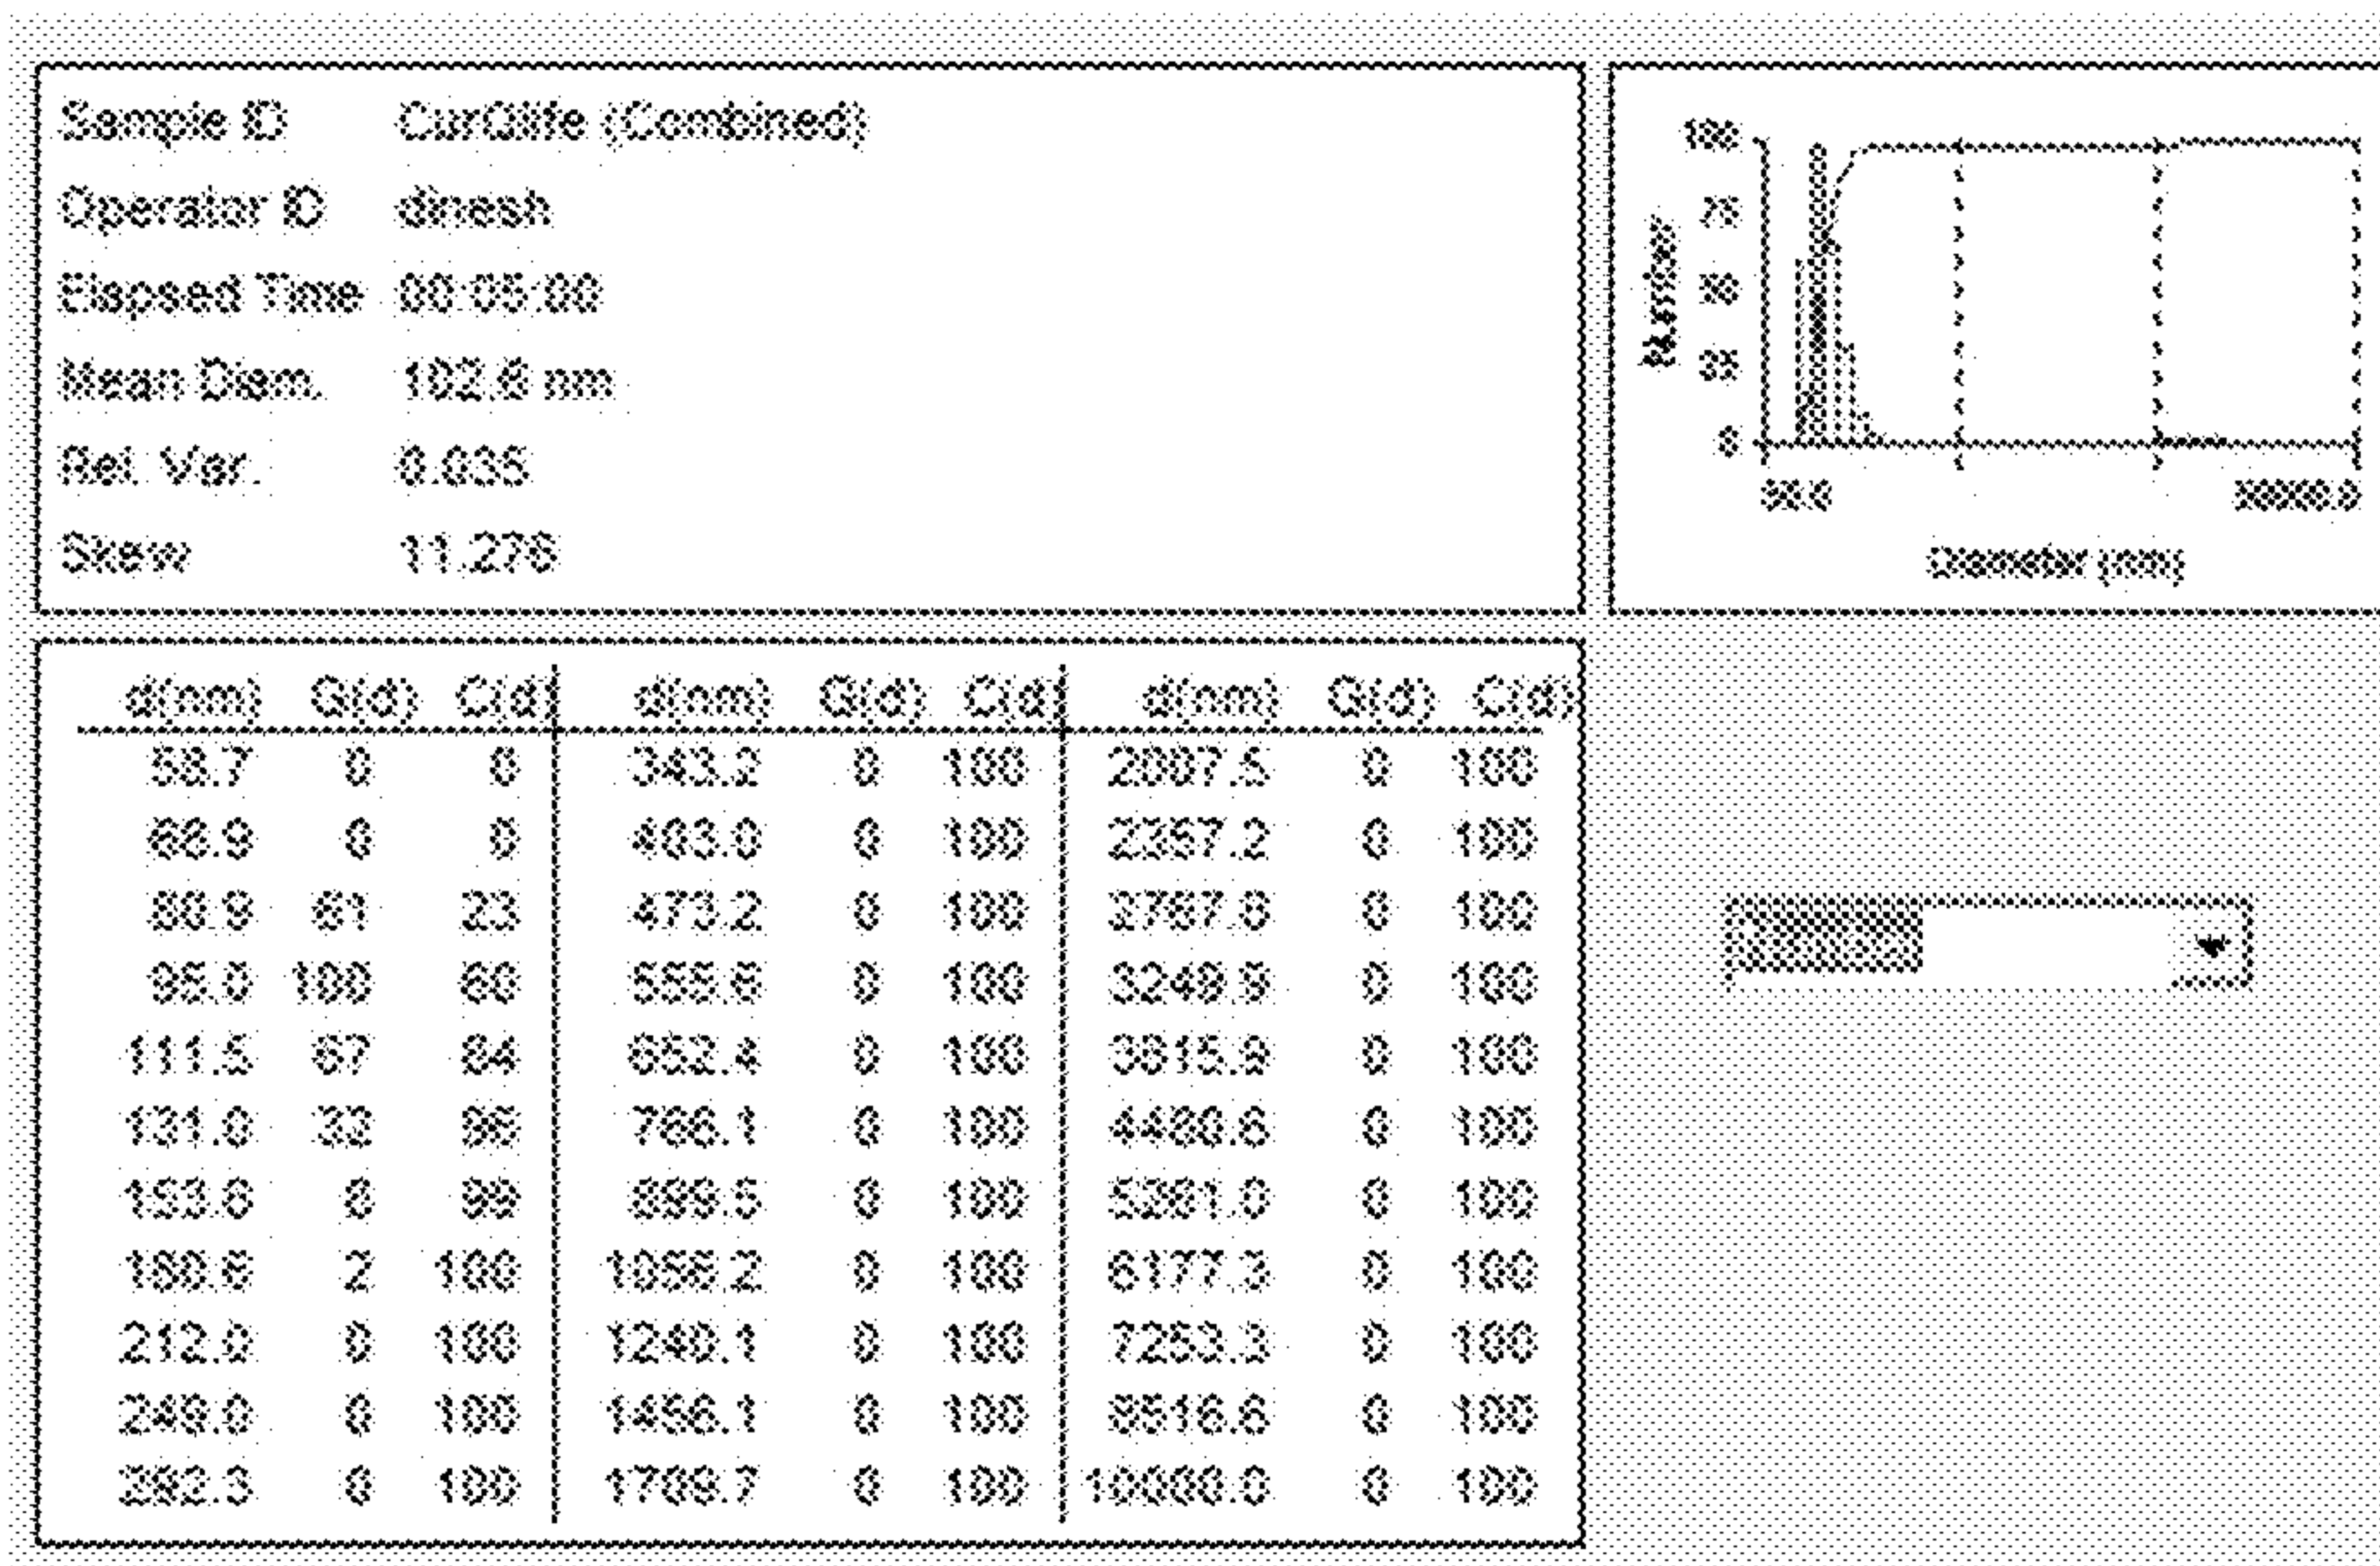 Sample ID CurQlife (Combined)
Operator ID dinesh
Elapsed Time 00:05:00
Mean Diam. 102.6 nm
Rel. Var. 0.035
Skew 11.276
100
75
50
25
0
Number
50.0 50000.0
Diameter (nm)
d(nm) G(d) C(d) d(nm) G(d) C(d) d(nm) G(d) C(d)
58.7 0 0 343.2 0 100 2007.5 0 100
68.9 0 0 403.0 0 100 2357.2 0 100
80.9 61 23 473.2 0 100 2767.8 0 100
95.0 100 60 555.6 0 100 3249.9 0 100
111.5 67 84 652.4 0 100 3815.9 0 100
131.0 33 96 766.1 0 100 4480.6 0 100
153.8 8 99 899.5 0 100 5261.0 0 100
180.6 2 100 1056.2 0 100 6177.3 0 100
212.0 0 100 1240.1 0 100 7253.3 0 100
249.0 0 100 1456.1 0 100 8516.6 0 100
292.3 0 100 1709.7 0 100 10000.0 0 100